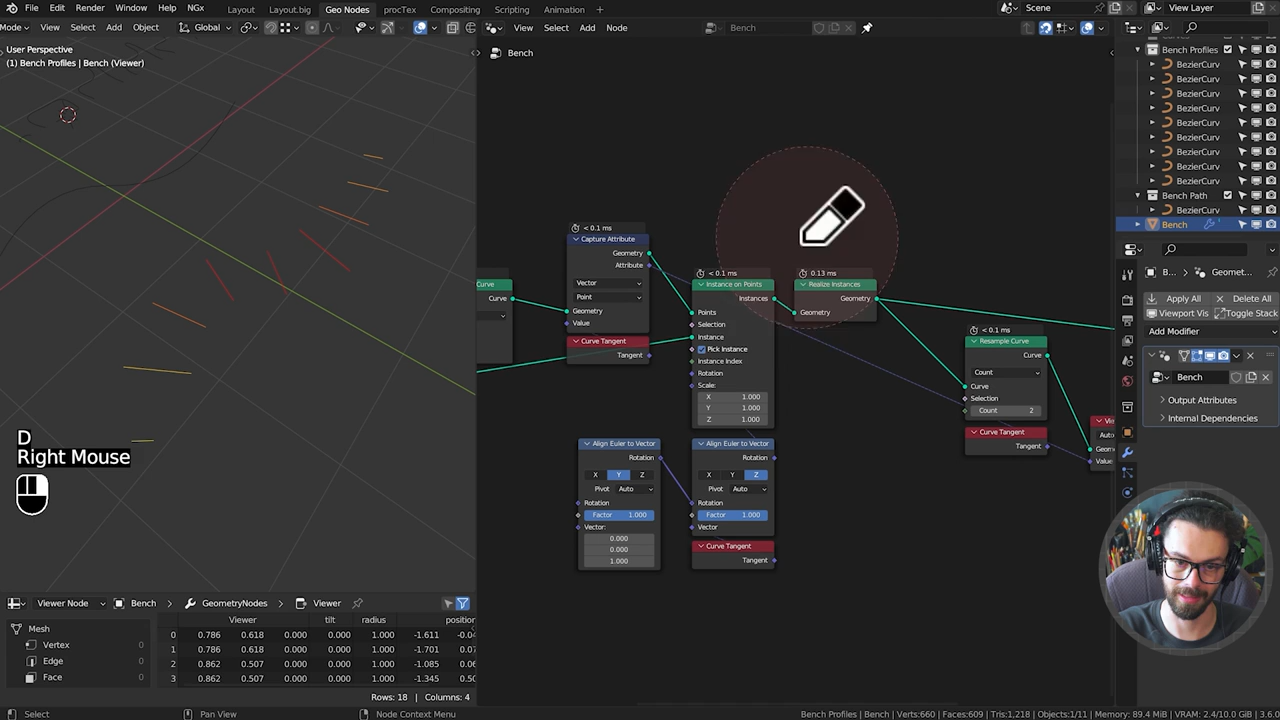 File Edit Render Window Help NGx Layout Layout.big Geo Nodes procTex Compositing Scripting Animation + Scene View Layer
Mode View Select Add Object Global View Select Add Node Bench
User Perspective
(1) Bench Profiles | Bench (Viewer)
Bench
Bench Profiles
BezierCurv
BezierCurv
BezierCurv
BezierCurv
BezierCurv
BezierCurv
BezierCurv
BezierCurv
BezierCurv
Bench Path
BezierCurv
Bench
B... Geomet...
Apply All Delete All
Viewport Vis Toggle Stack
Add Modifier
Bench
Output Attributes
Internal Dependencies
Curve
< 0.1 ms
Capture Attribute
Geometry
Attribute
Vector
Point
Geometry
Value
Curve Tangent
Tangent
< 0.1 ms
Instance on Points
Instances
Points
Selection
Instance
Pick Instance
Instance Index
Rotation
Scale:
X 1.000
Y 1.000
Z 1.000
0.13 ms
Realize Instances
Geometry
Geometry
< 0.1 ms
Resample Curve
Curve
Count
Curve
Selection
Count 2
Curve Tangent
Tangent
Auto
Value
Align Euler to Vector
Rotation
X Y Z
Pivot Auto
Rotation
Factor 1.000
Vector:
0.000
0.000
1.000
Align Euler to Vector
Rotation
X Y Z
Pivot Auto
Rotation
Factor 1.000
Vector
Curve Tangent
Tangent
D
Right Mouse
Viewer Node Bench GeometryNodes Viewer
Mesh
Vertex 0
Edge 0
Face 0
Viewer tilt radius position
0 0.786 0.618 0.000 0.000 1.000 -1.611
1 0.786 0.618 0.000 0.000 1.000 -1.701
2 0.862 0.507 0.000 0.000 1.000 -1.085
3 0.862 0.507 0.000 0.000 1.000 -1.345
Rows: 18 | Columns: 4
Select Pan View Node Context Menu Bench Profiles | Bench | Verts:660 | Faces:609 | Tris:1,218 | Objects:1/11 | Memory: 89.4 MiB | VRAM: 2.4/10.0 GiB | 3.6.0